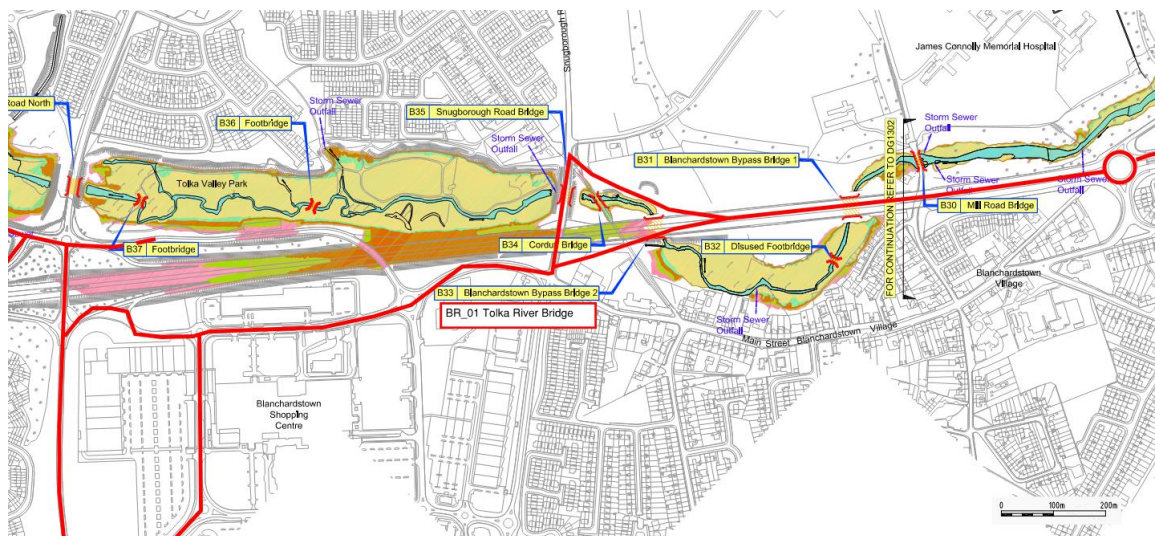 James Connolly Memorial Hospital
Snugborough R
Road North
Storm Sewer
Outfall
B35 Snugborough Road Bridge
B36 Footbridge
Storm Sewer
Outfall
Storm Sewer
Outfall
B31 Blanchardstown Bypass Bridge 1
FOR CONTINUATION REFER TO DG1302
Storm Sewer
Storm Sewer
Outfall
Tolka Valley Park
B30 Mill Road Bridge
B37 Footbridge
B34 Corduff Bridge
B32 Disused Footbridge
Blanchardstown
Village
B33 Blanchardstown Bypass Bridge 2
BR_01 Tolka River Bridge
Storm Sewer
Outfall
Main Street Blanchardstown Village
Blanchardstown
Shopping
Centre
0 100m 200m